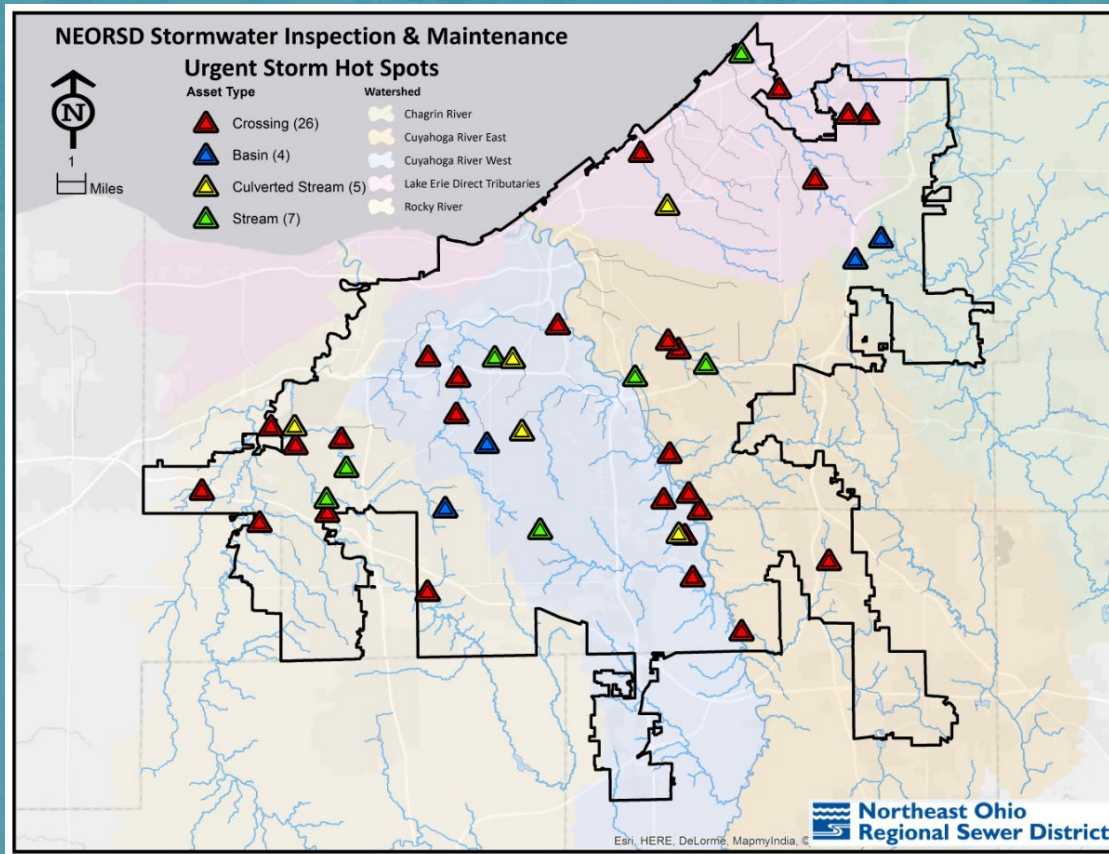 NEORSD Stormwater Inspection & Maintenance
Urgent Storm Hot Spots
Asset Type
Crossing (26)
Basin (4)
Culverted Stream (5)
Stream (7)
Watershed
Chagrin River
Cuyahoga River East
Cuyahoga River West
Lake Erie Direct Tributaries
Rocky River
N
1
Miles
Northeast Ohio
Regional Sewer District
Esri, HERE, DeLorme, MapmyIndia, ©